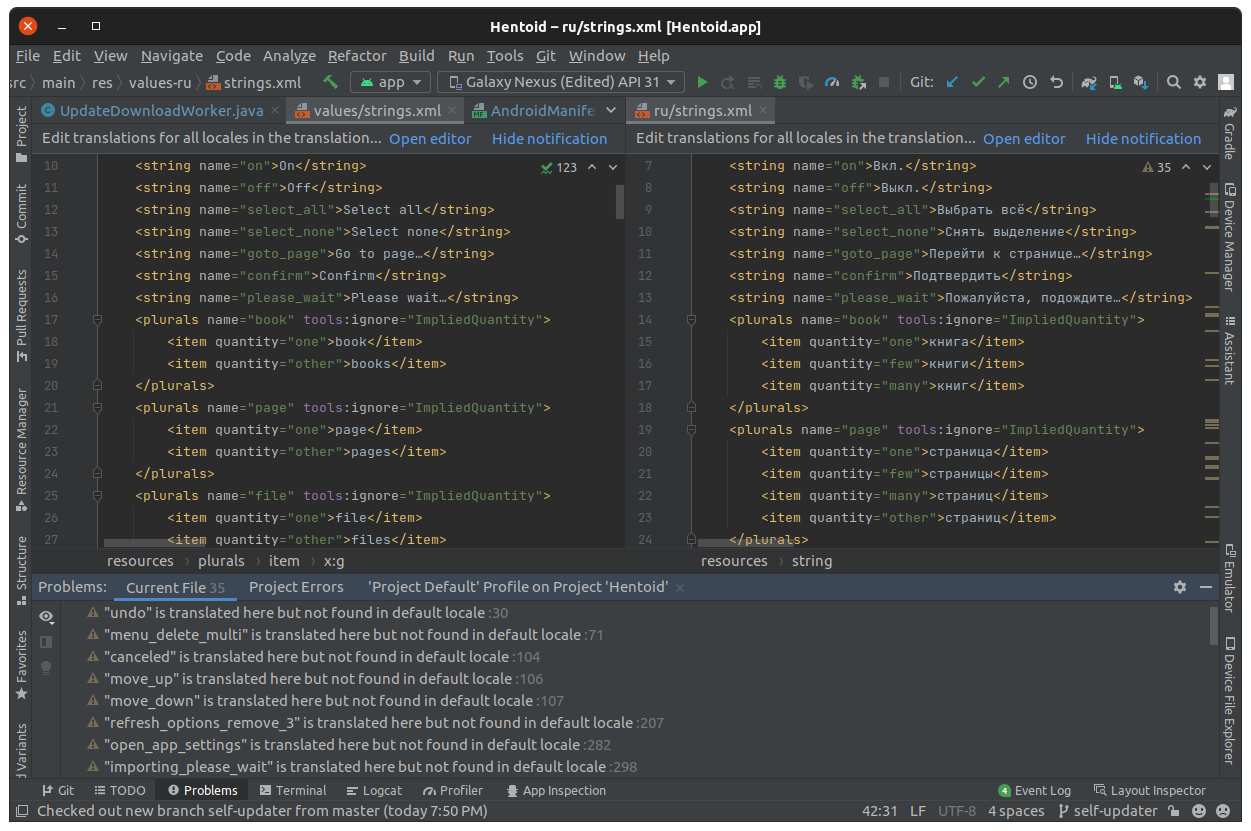 Hentoid – ru/strings.xml [Hentoid.app]
File Edit View Navigate Code Analyze Refactor Build Run Tools Git Window Help
src main res values-ru strings.xml app Galaxy Nexus (Edited) API 31 Git:
UpdateDownloadWorker.java values/strings.xml AndroidManife ru/strings.xml
Edit translations for all locales in the translation... Open editor Hide notification
Edit translations for all locales in the translation... Open editor Hide notification
123
10 <string name="on">On</string>
11 <string name="off">Off</string>
12 <string name="select_all">Select all</string>
13 <string name="select_none">Select none</string>
14 <string name="goto_page">Go to page…</string>
15 <string name="confirm">Confirm</string>
16 <string name="please_wait">Please wait…</string>
17 <plurals name="book" tools:ignore="ImpliedQuantity">
18 <item quantity="one">book</item>
19 <item quantity="other">books</item>
20 </plurals>
21 <plurals name="page" tools:ignore="ImpliedQuantity">
22 <item quantity="one">page</item>
23 <item quantity="other">pages</item>
24 </plurals>
25 <plurals name="file" tools:ignore="ImpliedQuantity">
26 <item quantity="one">file</item>
27 <item quantity="other">files</item>
resources › plurals › item › x:g
35
7 <string name="on">Вкл.</string>
8 <string name="off">Выкл.</string>
9 <string name="select_all">Выбрать всё</string>
10 <string name="select_none">Снять выделение</string>
11 <string name="goto_page">Перейти к странице…</string>
12 <string name="confirm">Подтвердить</string>
13 <string name="please_wait">Пожалуйста, подождите…</string>
14 <plurals name="book" tools:ignore="ImpliedQuantity">
15 <item quantity="one">книга</item>
16 <item quantity="few">книги</item>
17 <item quantity="many">книг</item>
18 </plurals>
19 <plurals name="page" tools:ignore="ImpliedQuantity">
20 <item quantity="one">страница</item>
21 <item quantity="few">страницы</item>
22 <item quantity="many">страниц</item>
23 <item quantity="other">страниц</item>
24 </plurals>
resources › string
Project
Commit
Pull Requests
Resource Manager
Structure
Favorites
d Variants
Gradle
Device Manager
Assistant
Emulator
Device File Explorer
Problems: Current File 35 Project Errors 'Project Default' Profile on Project 'Hentoid'
"undo" is translated here but not found in default locale :30
"menu_delete_multi" is translated here but not found in default locale :71
"canceled" is translated here but not found in default locale :104
"move_up" is translated here but not found in default locale :106
"move_down" is translated here but not found in default locale :107
"refresh_options_remove_3" is translated here but not found in default locale :207
"open_app_settings" is translated here but not found in default locale :282
"importing_please_wait" is translated here but not found in default locale :298
Git TODO Problems Terminal Logcat Profiler App Inspection 4 Event Log Layout Inspector
Checked out new branch self-updater from master (today 7:50 PM) 42:31 LF UTF-8 4 spaces self-updater